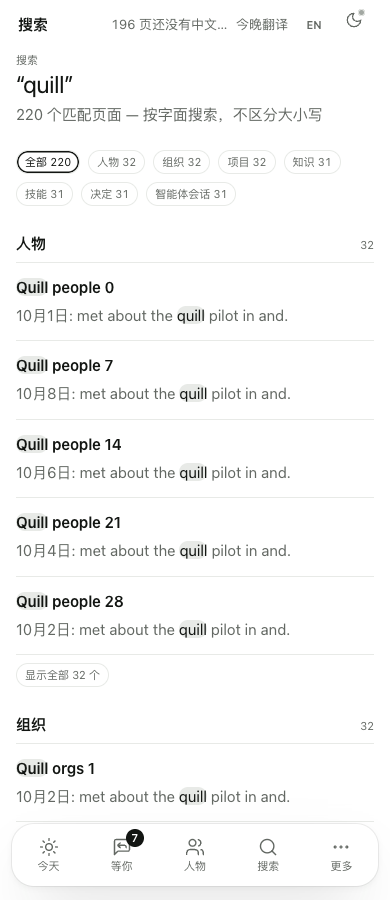 搜索
196 页还没有中文… 今晚翻译 EN
搜索
“quill”
220 个匹配页面 — 按字面搜索，不区分大小写
全部 220 人物 32 组织 32 项目 32 知识 31
技能 31 决定 31 智能体会话 31
人物 32
Quill people 0
10月1日: met about the quill pilot in and.
Quill people 7
10月8日: met about the quill pilot in and.
Quill people 14
10月6日: met about the quill pilot in and.
Quill people 21
10月4日: met about the quill pilot in and.
Quill people 28
10月2日: met about the quill pilot in and.
显示全部 32 个
组织 32
Quill orgs 1
10月2日: met about the quill pilot in and.
7
今天 等你 人物 搜索 更多